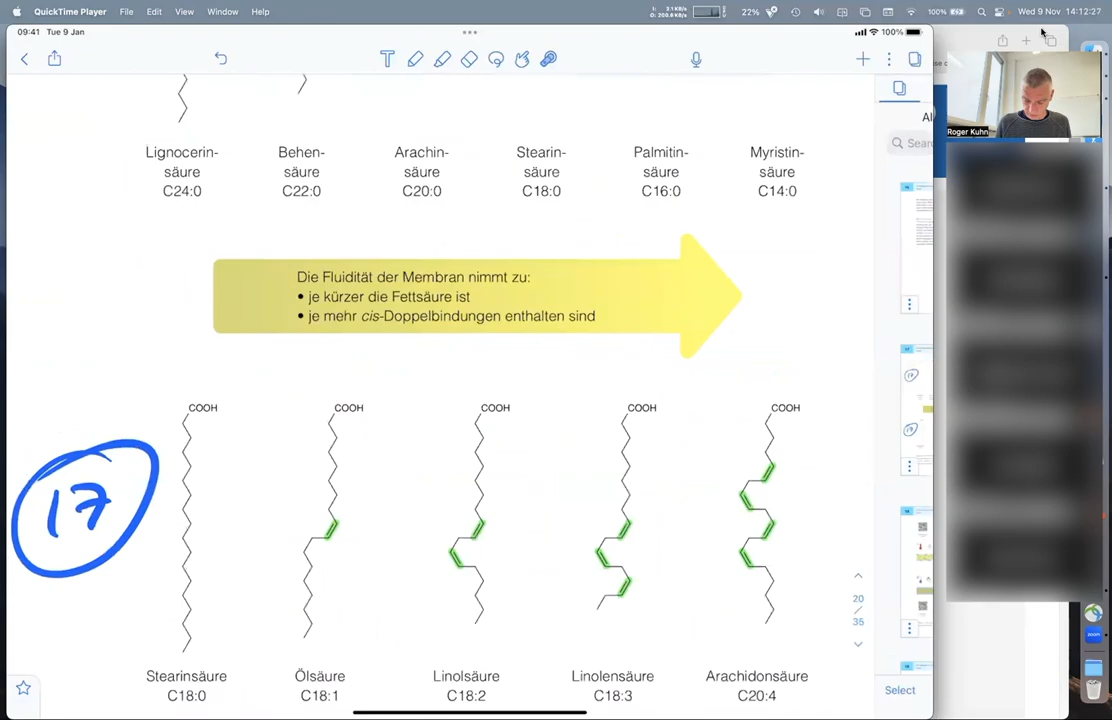 QuickTime Player File Edit View Window Help
22% 100% Wed 9 Nov 14:12:27
09:41 Tue 9 Jan
100%
Roger Kuhn
Lignocerin-
säure
C24:0
Behen-
säure
C22:0
Arachin-
säure
C20:0
Stearin-
säure
C18:0
Palmitin-
säure
C16:0
Myristin-
säure
C14:0
Die Fluidität der Membran nimmt zu:
• je kürzer die Fettsäure ist
• je mehr cis-Doppelbindungen enthalten sind
17
COOH COOH COOH COOH COOH
Stearinsäure
C18:0
Ölsäure
C18:1
Linolsäure
C18:2
Linolensäure
C18:3
Arachidonsäure
C20:4
20
/
35
Al
Sear
Select
zoom